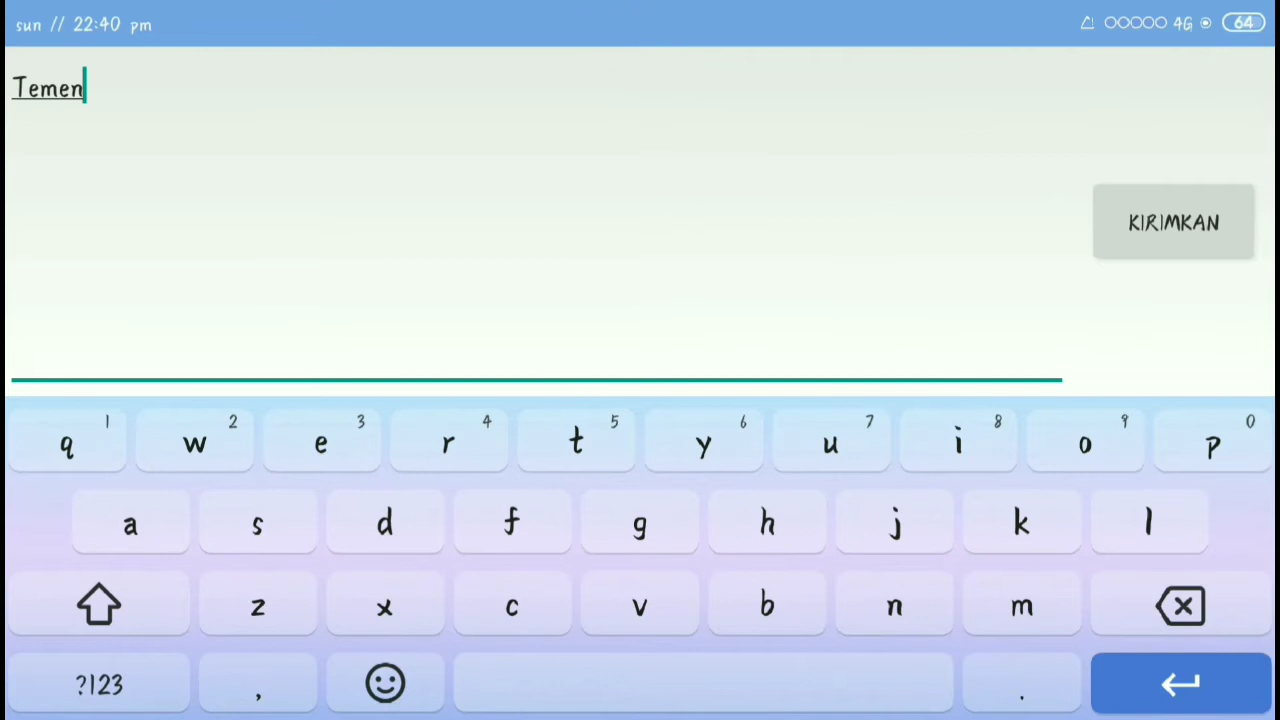 sun // 22:40 pm 4G 64
Temen
KIRIMKAN
1 2 3 4 5 6 7 8 9 0
q w e r t y u i o p
a s d f g h j k l
z x c v b n m
?123 , .